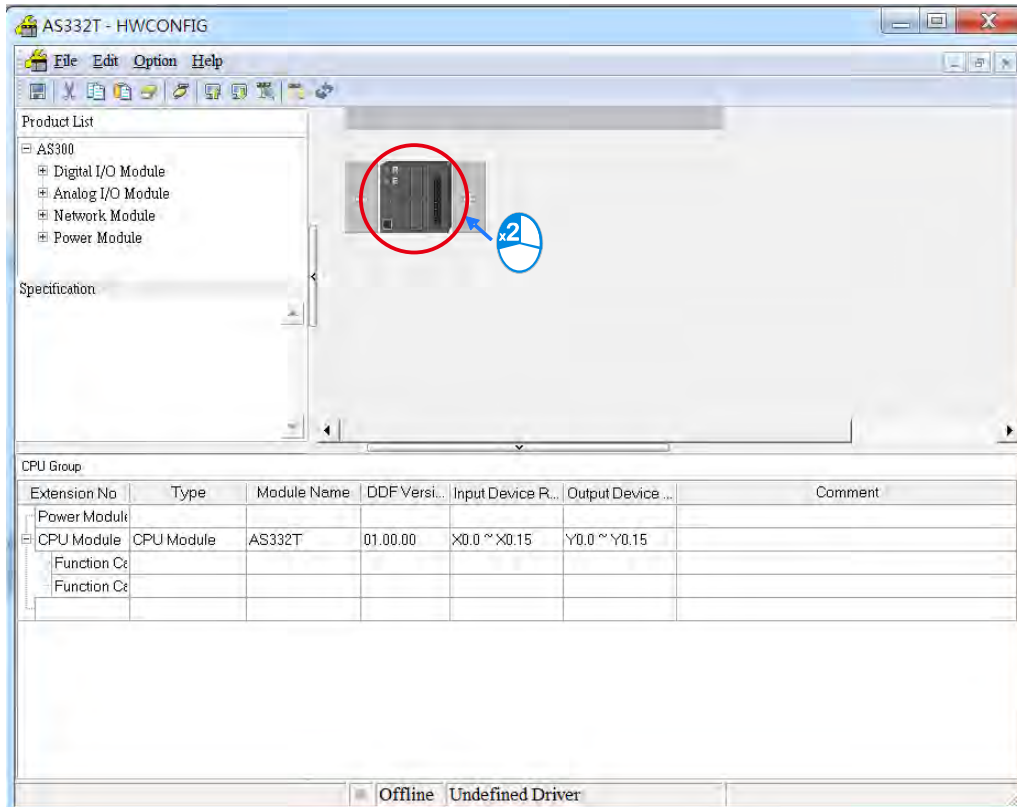 AS332T - HWCONFIG
File Edit Option Help
Product List
AS300
Digital I/O Module
Analog I/O Module
Network Module
Power Module
Specification
x2
CPU Group
Extension No Type Module Name DDF Versi... Input Device R... Output Device ... Comment
Power Module
CPU Module CPU Module AS332T 01.00.00 X0.0 ~ X0.15 Y0.0 ~ Y0.15
Function Ca
Function Ca
Offline Undefined Driver